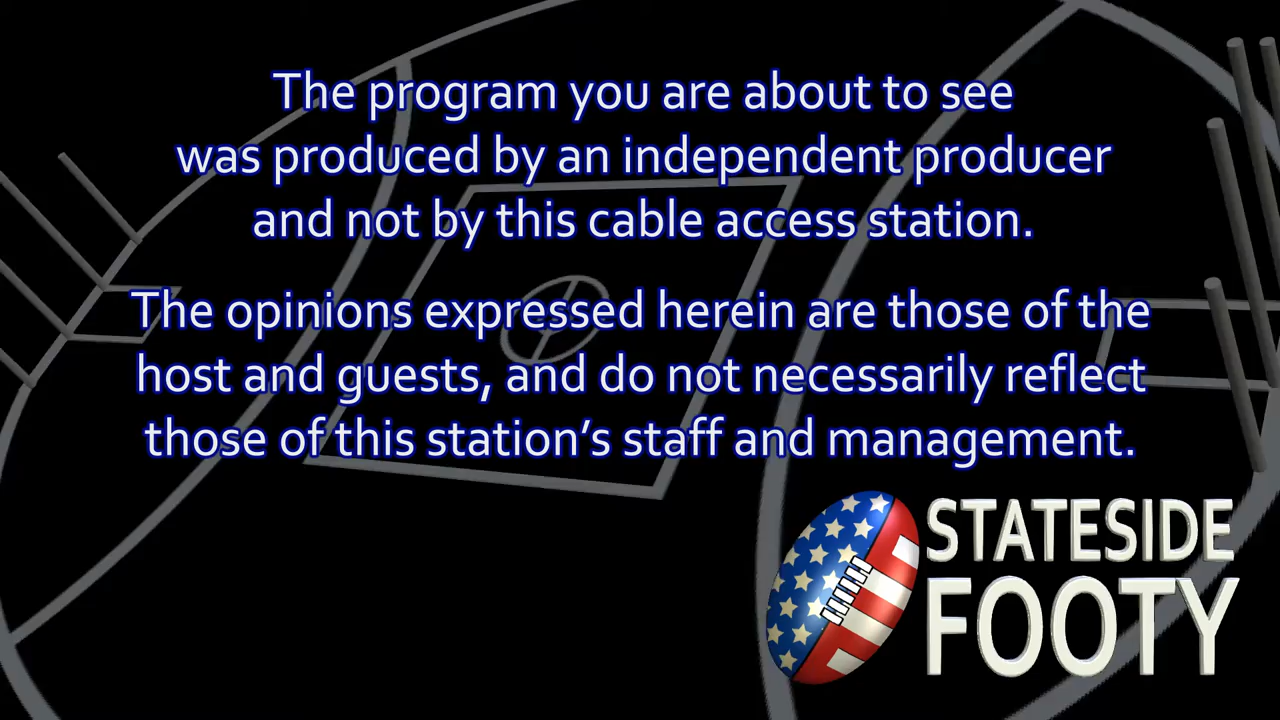 The program you are about to see
was produced by an independent producer
and not by this cable access station.
The opinions expressed herein are those of the
host and guests, and do not necessarily reflect
those of this station’s staff and management.
STATESIDE
FOOTY